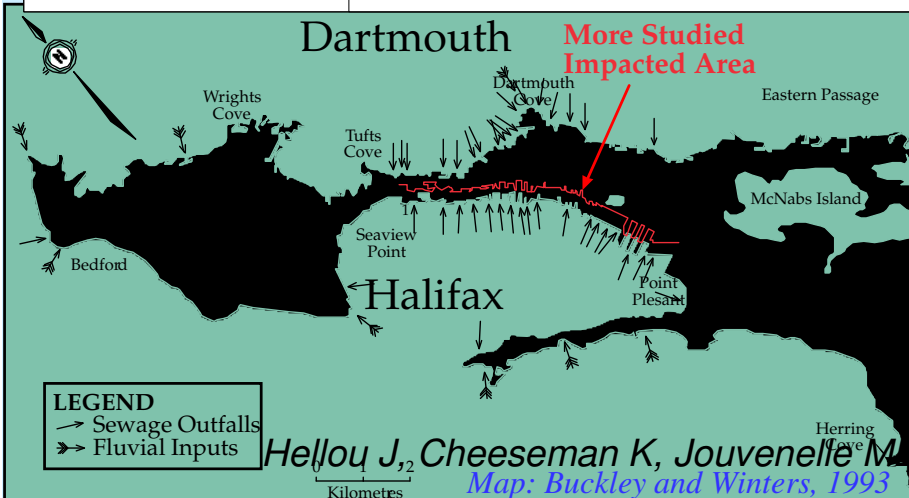 Dartmouth
More Studied
Impacted Area
N
Wrights
Cove
Dartmouth
Cove
Eastern Passage
Tufts
Cove
McNabs Island
1
Seaview
Point
Bedford
Halifax
Point
Plesant
LEGEND
Sewage Outfalls
Fluvial Inputs
Herring
Cove
Hellou J, Cheeseman K, Jouvenelle M
0 1 2
Kilometres
Map: Buckley and Winters, 1993